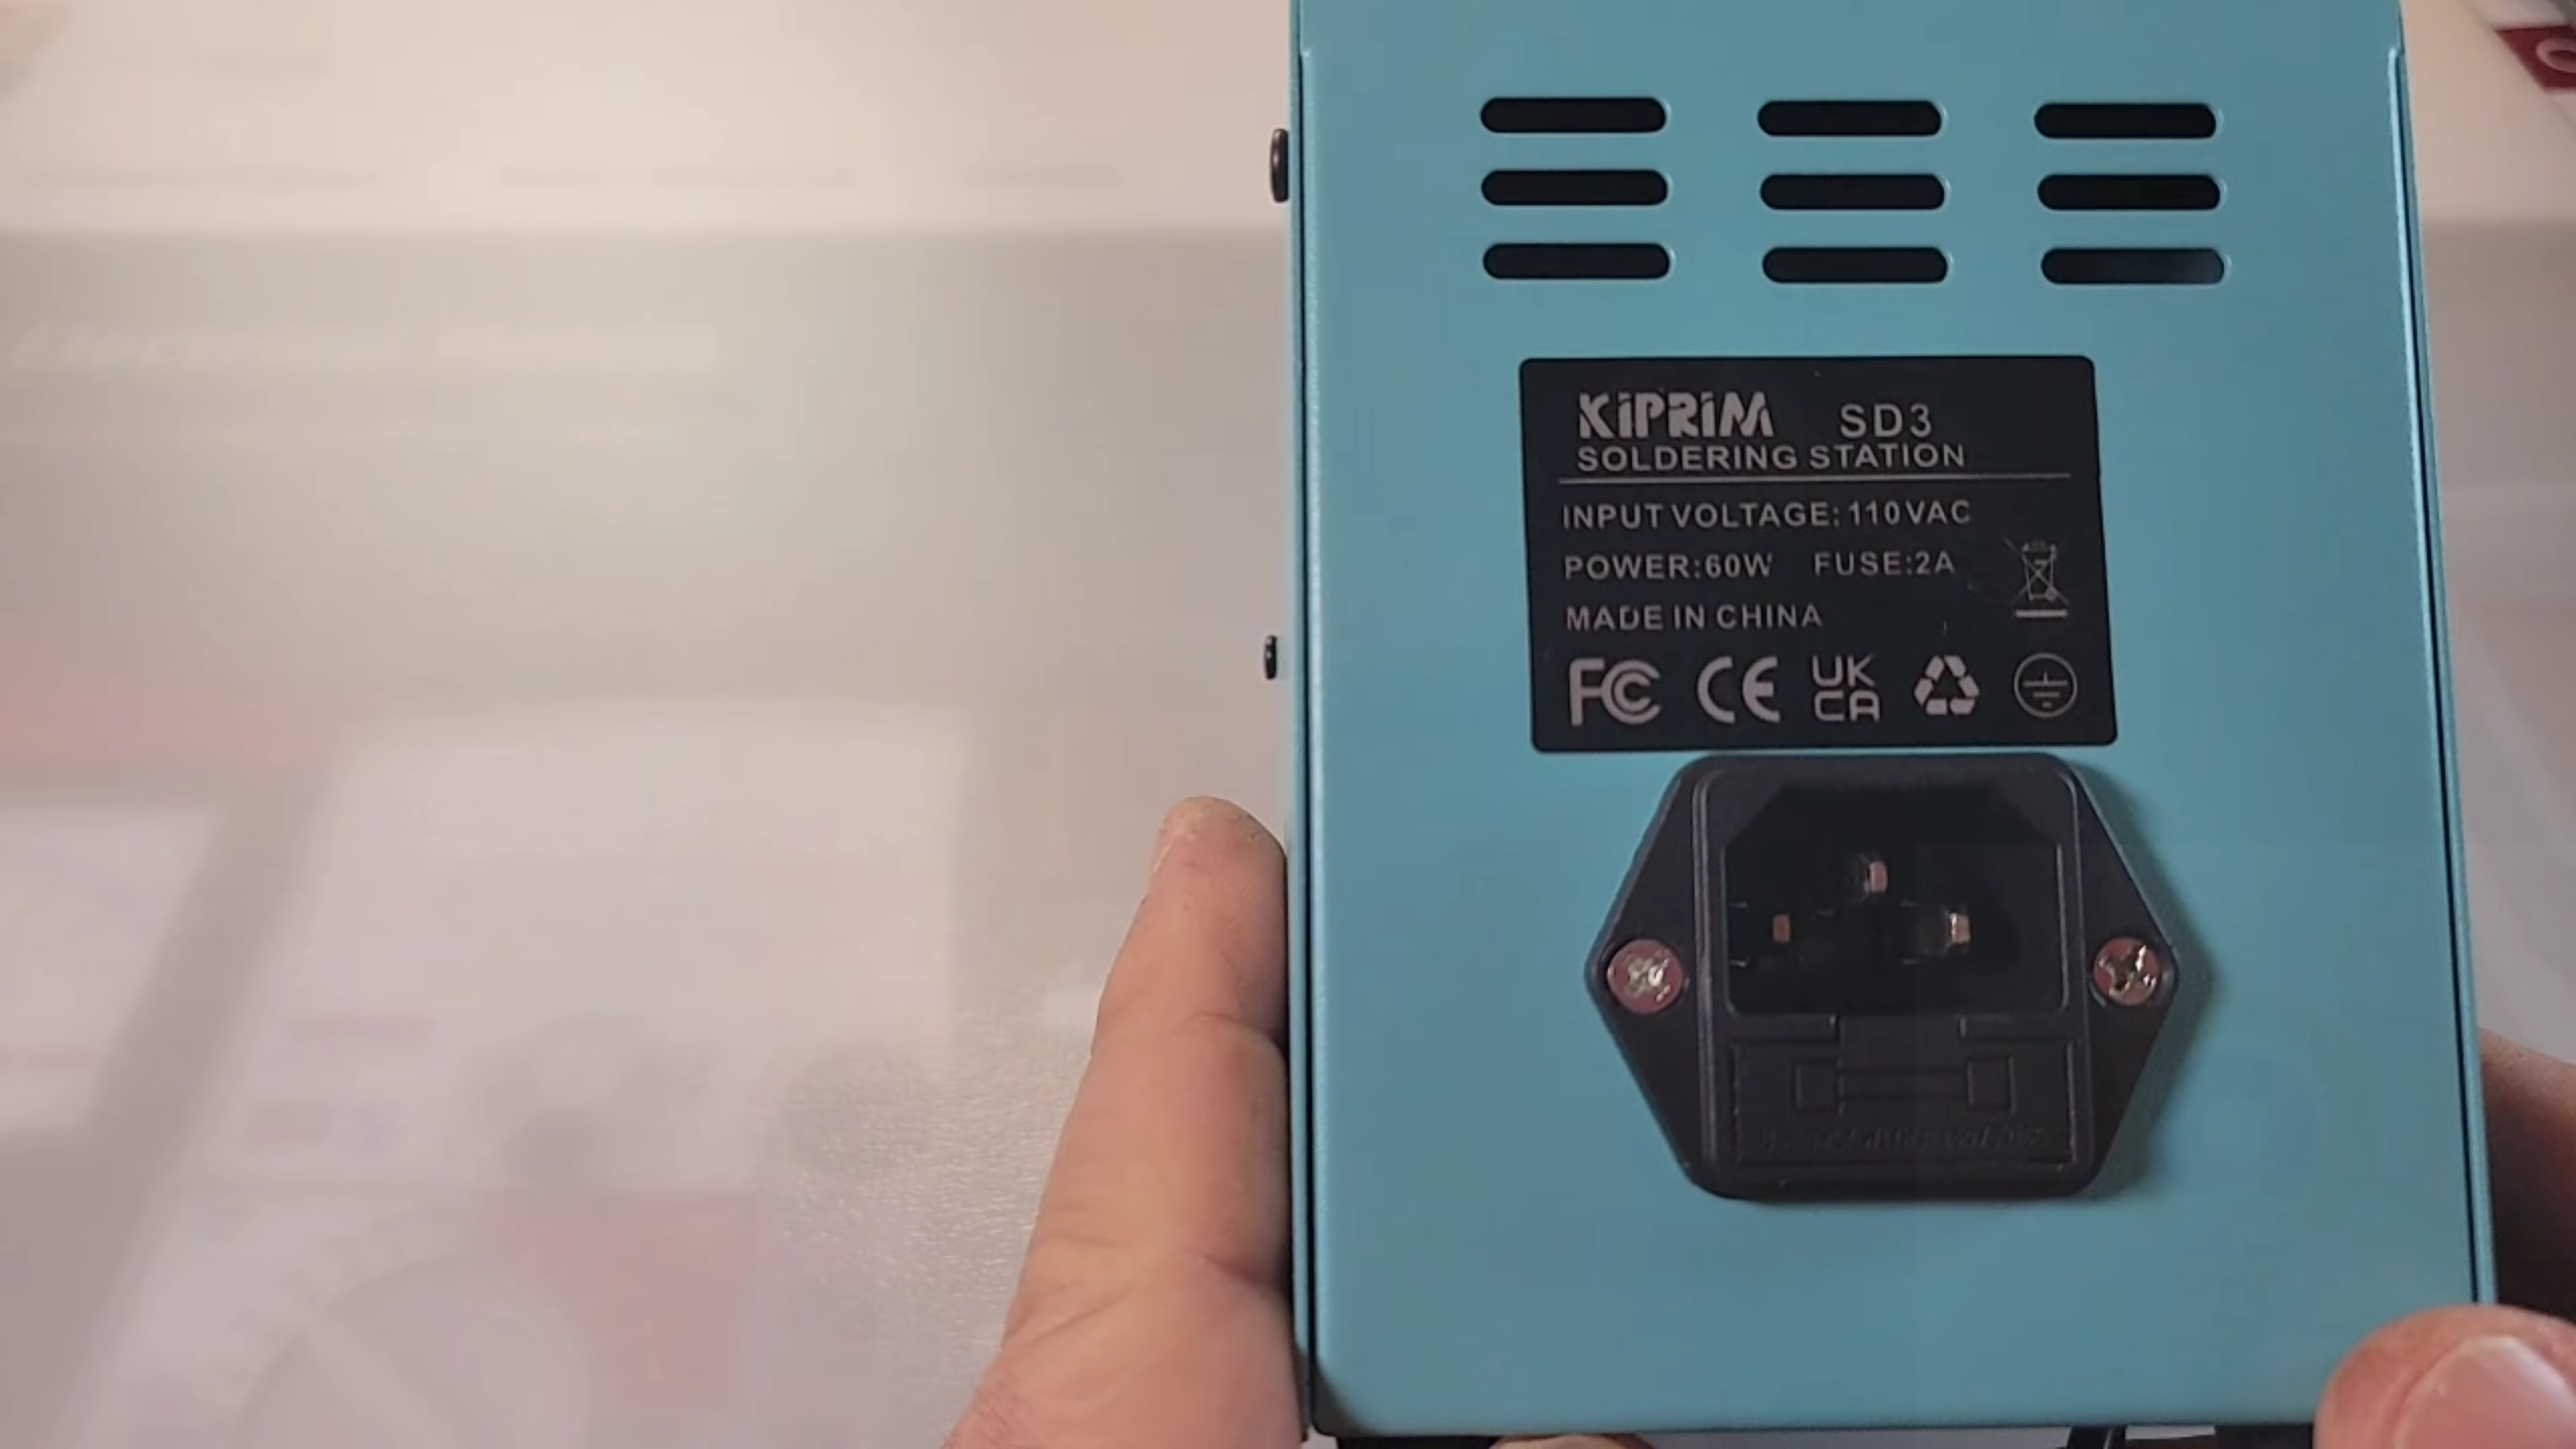 KiPRiM SD3
SOLDERING STATION
INPUT VOLTAGE: 110VAC
POWER:60W FUSE:2A
MADE IN CHINA
FC CE UK CA